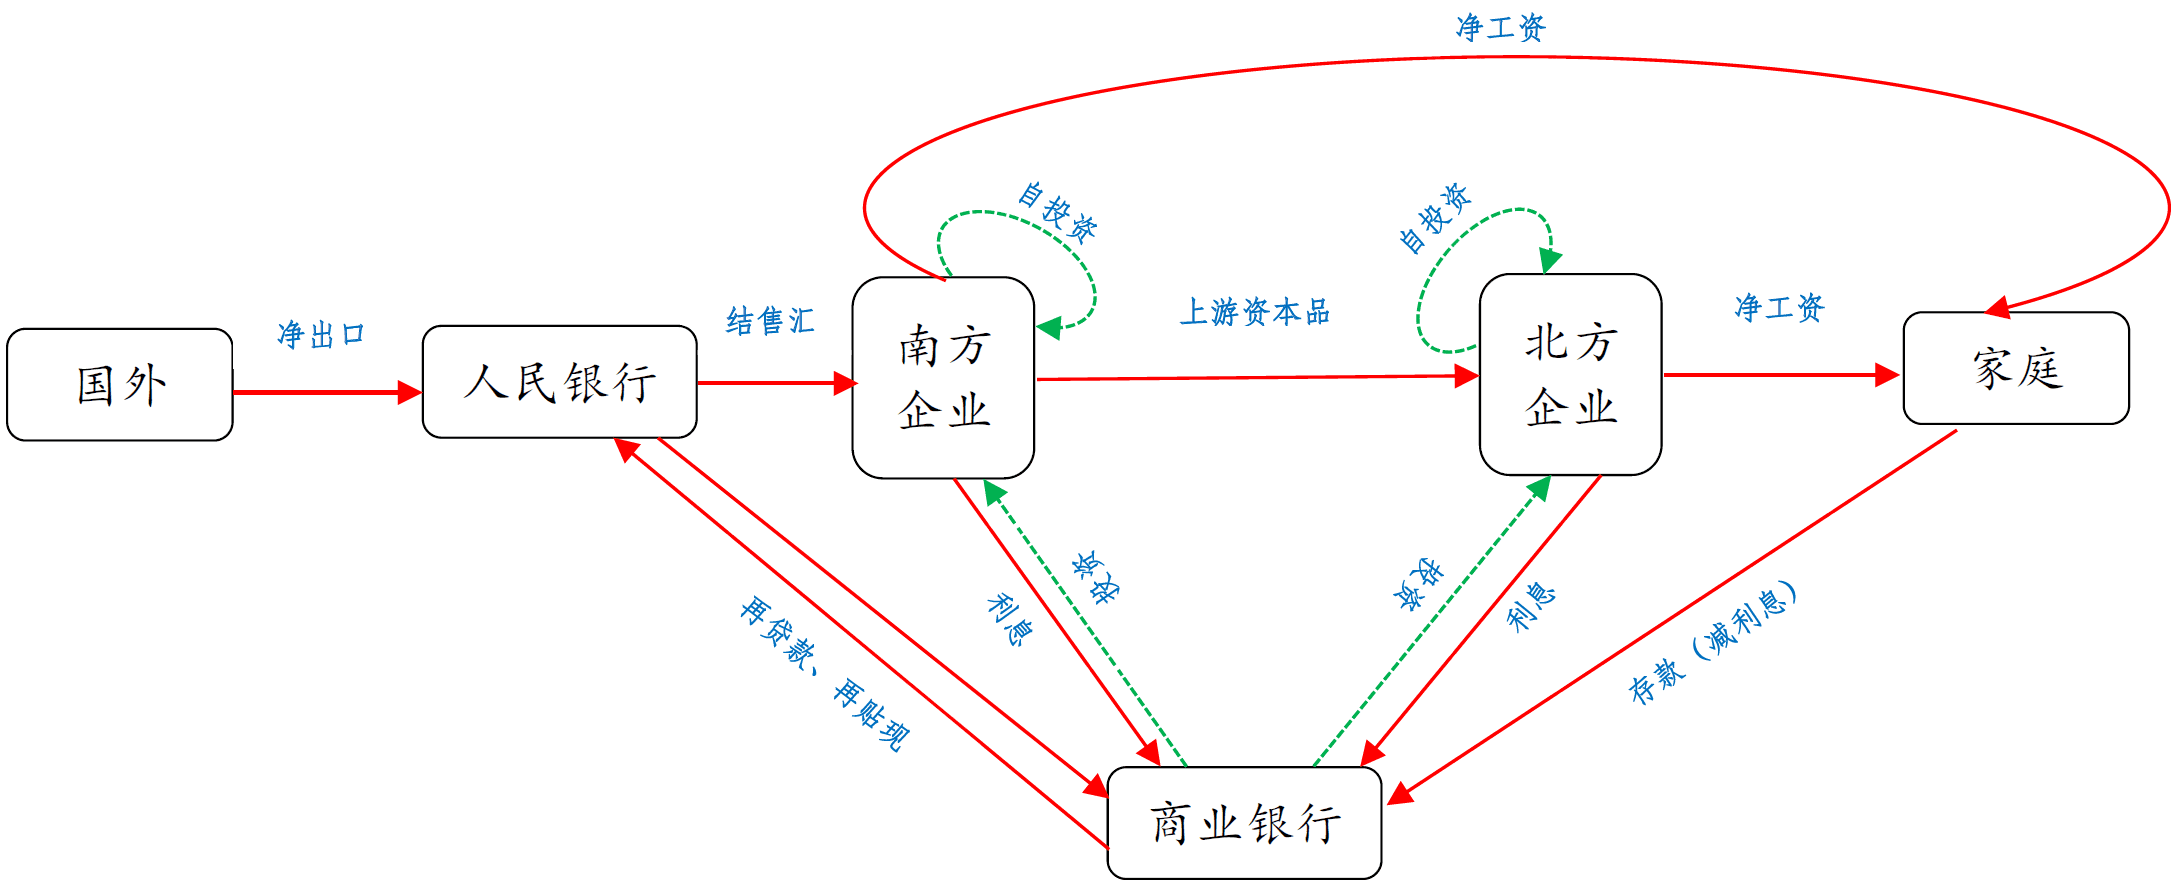 净工资
自投资
自投资
净出口
结售汇
上游资本品
净工资
国外
人民银行
南方
企业
北方
企业
家庭
投资
利息
投资
利息
再贷款、再贴现
存款（减利息）
商业银行